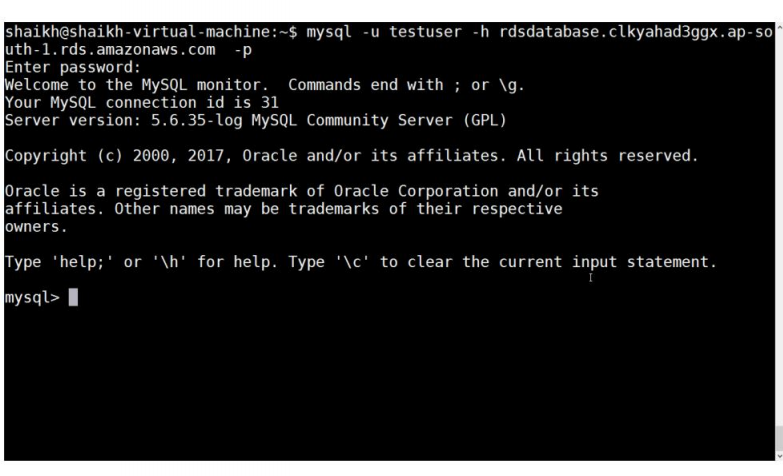 shaikh@shaikh-virtual-machine:~$ mysql -u testuser -h rdsdatabase.clkyahad3ggx.ap-so
uth-1.rds.amazonaws.com  -p
Enter password:
Welcome to the MySQL monitor.  Commands end with ; or \g.
Your MySQL connection id is 31
Server version: 5.6.35-log MySQL Community Server (GPL)
Copyright (c) 2000, 2017, Oracle and/or its affiliates. All rights reserved.
Oracle is a registered trademark of Oracle Corporation and/or its
affiliates. Other names may be trademarks of their respective
owners.
Type 'help;' or '\h' for help. Type '\c' to clear the current input statement.
mysql>